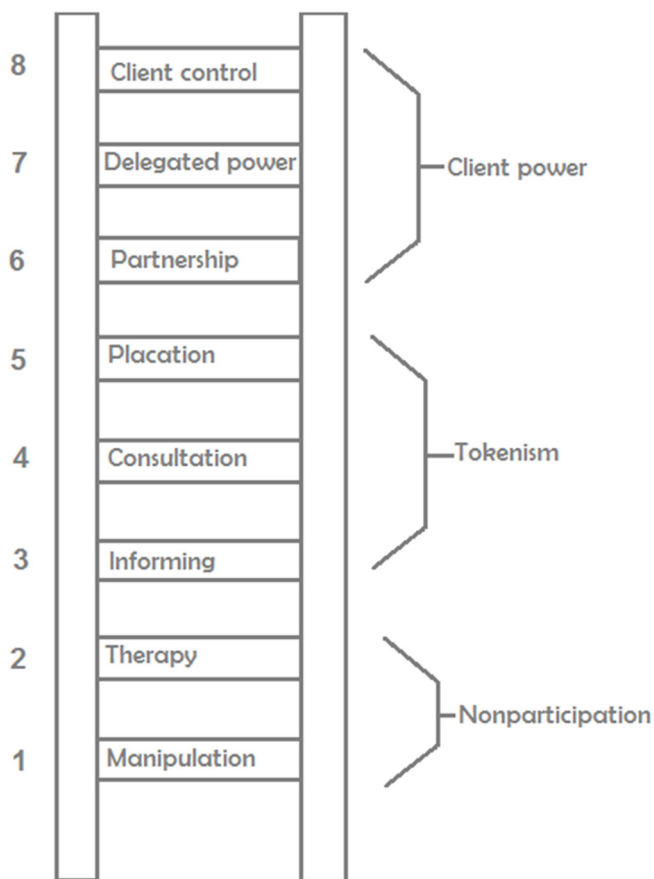 8 Client control
7 Delegated power
Client power
6 Partnership
5 Placation
4 Consultation
Tokenism
3 Informing
2 Therapy
Nonparticipation
1 Manipulation